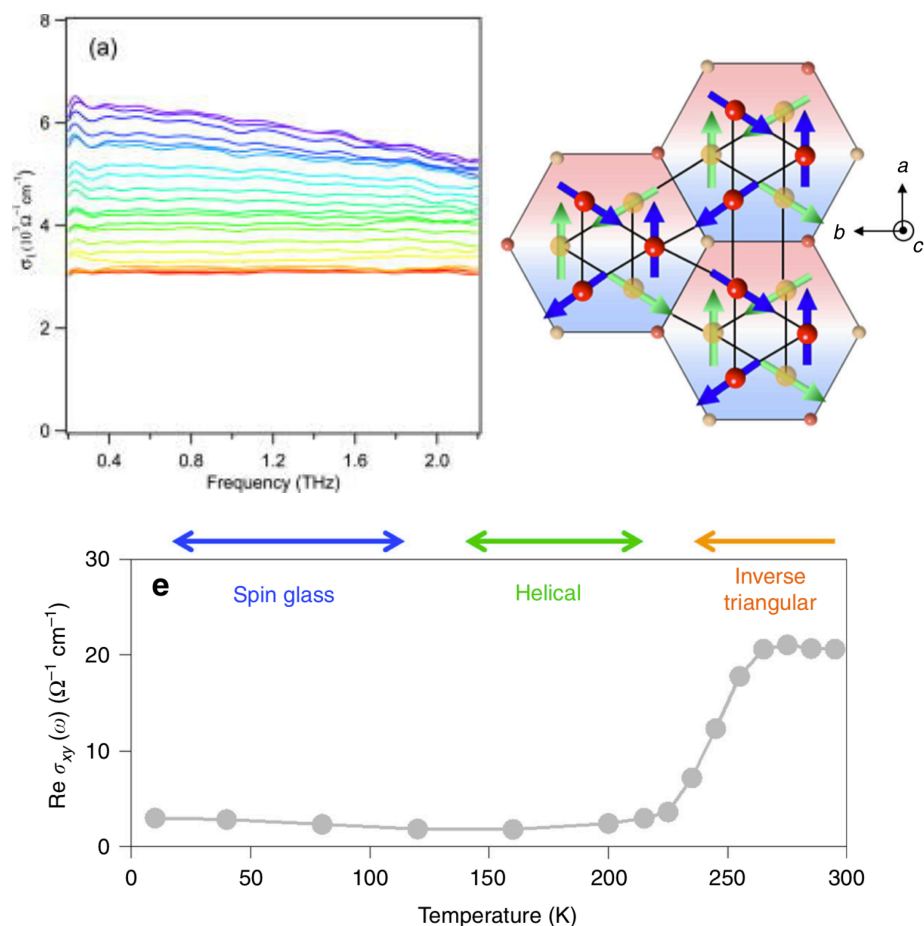 (a)
8
6
4
2
0
σ₁ (10³ Ω⁻¹ cm⁻¹)
0.4 0.8 1.2 1.6 2.0
Frequency (THz)
a
b
c
e
Spin glass
Helical
Inverse
triangular
30
20
10
0
Re σxy (ω) (Ω⁻¹ cm⁻¹)
0 50 100 150 200 250 300
Temperature (K)